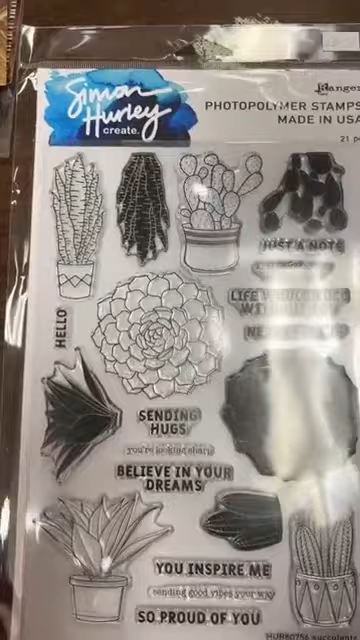 Simon
Hurley
create.
Ranger
PHOTOPOLYMER STAMPS
MADE IN USA
21 p
JUST A NOTE
HELLO
SENDING
HUGS
you're looking sharp
BELIEVE IN YOUR
DREAMS
YOU INSPIRE ME
sending good vibes your way
SO PROUD OF YOU